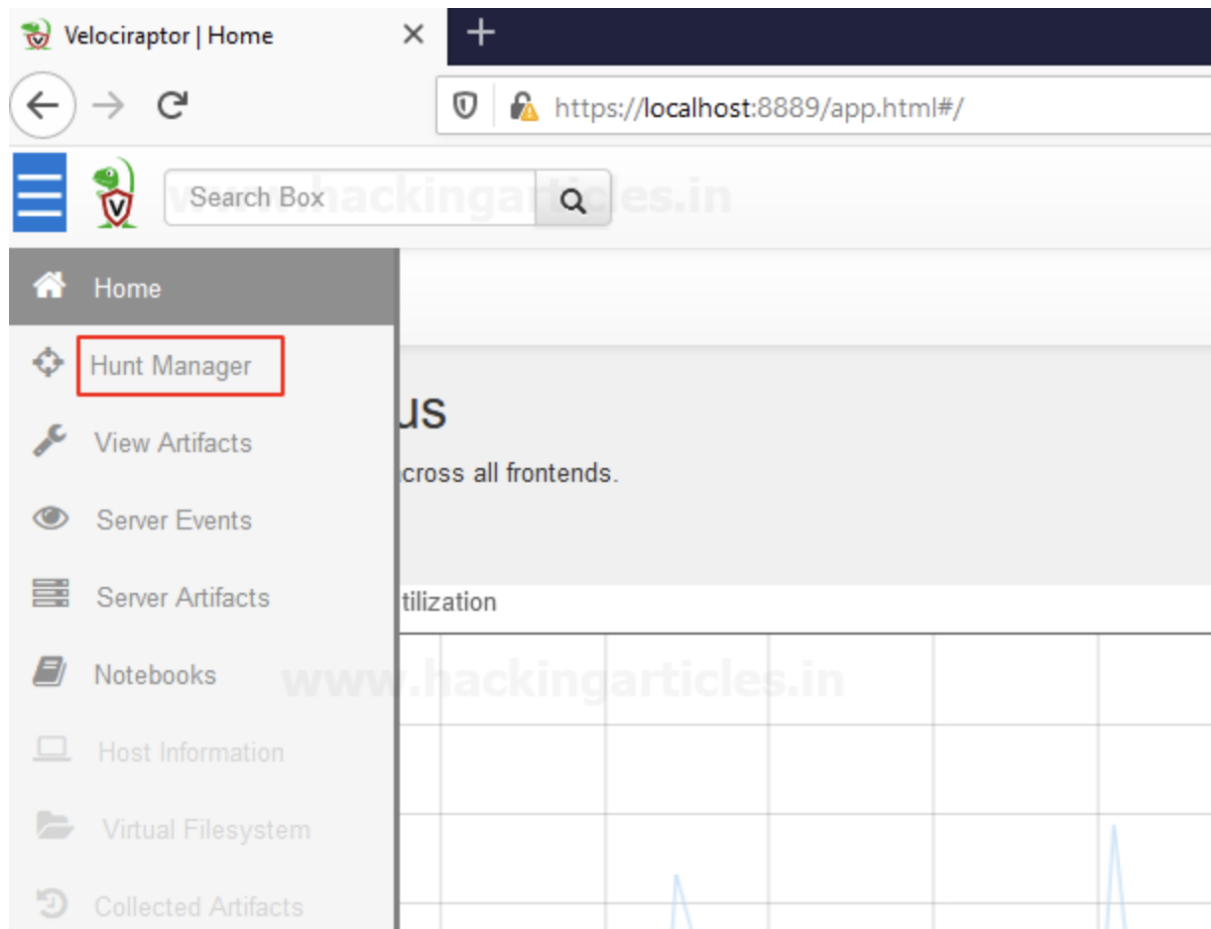 Velociraptor | Home
https://localhost:8889/app.html#/
Search Box
www.hackingarticles.in
Home
Hunt Manager
us
View Artifacts
cross all frontends.
Server Events
Server Artifacts
tilization
Notebooks
www.hackingarticles.in
Host Information
Virtual Filesystem
Collected Artifacts